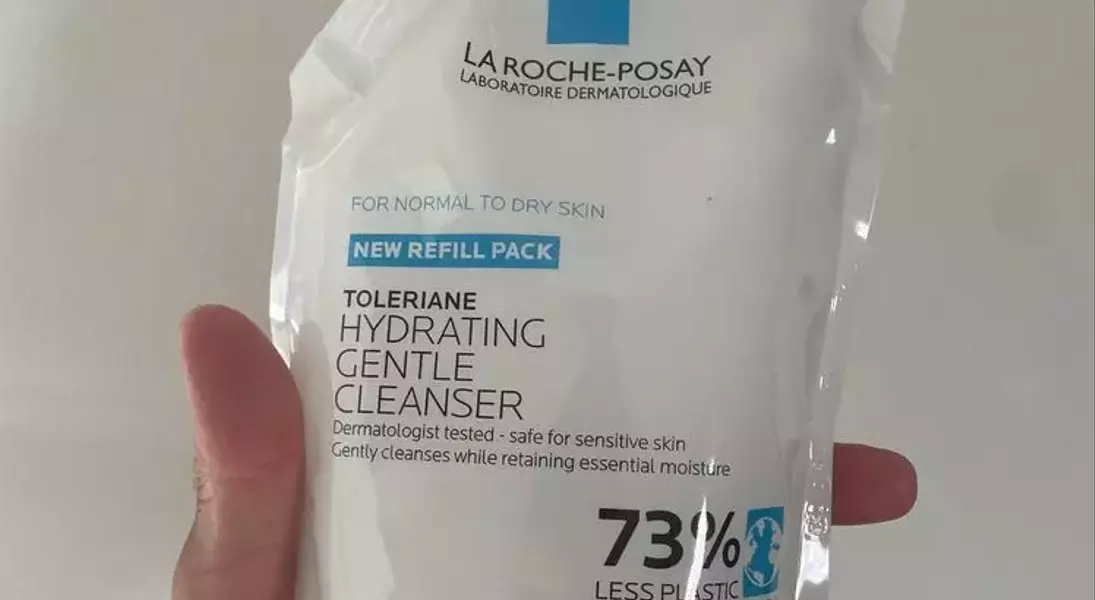 LA ROCHE-POSAY
LABORATOIRE DERMATOLOGIQUE
FOR NORMAL TO DRY SKIN
NEW REFILL PACK
TOLERIANE
HYDRATING
GENTLE
CLEANSER
Dermatologist tested - safe for sensitive skin
Gently cleanses while retaining essential moisture
73%
LESS PLASTIC